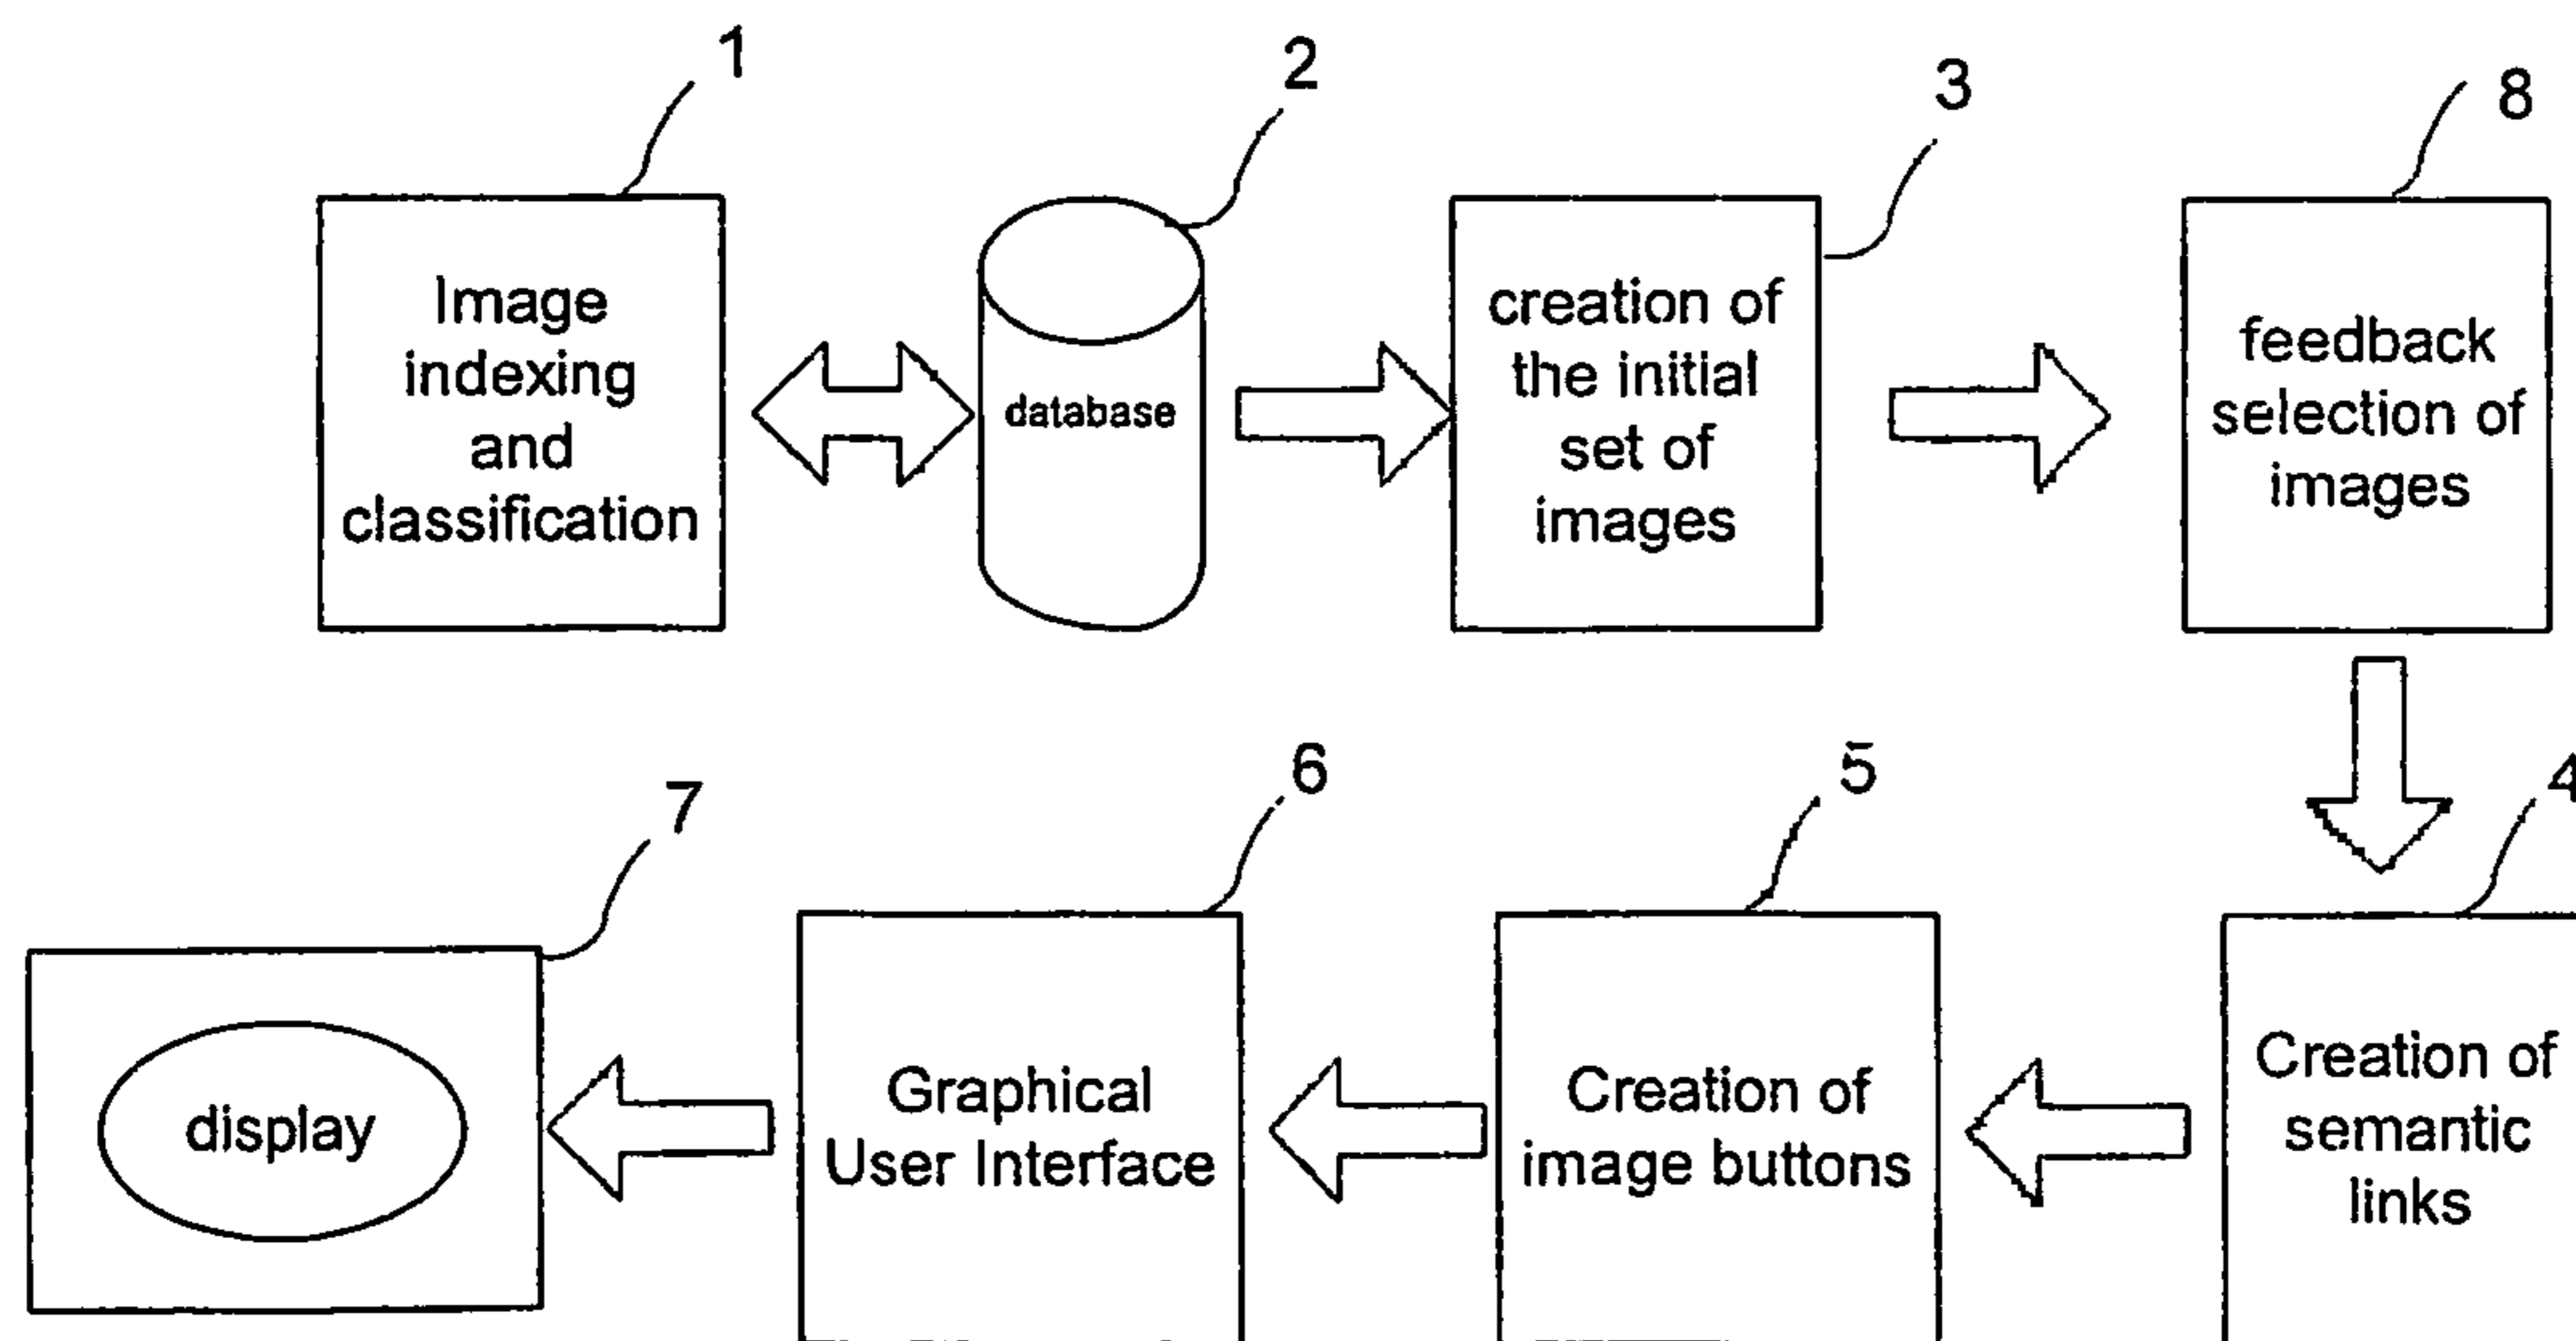 1
2
3
8
Image
indexing
and
classification
database
creation of
the initial
set of
images
feedback
selection of
images
7
6
5
4
display
Graphical
User Interface
Creation of
image buttons
Creation of
semantic
links